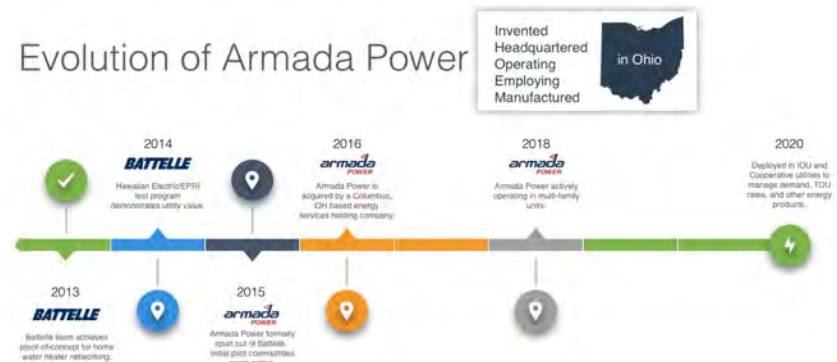 Evolution of Armada Power
Invented
Headquartered
Operating
Employing
Manufactured
in Ohio
2014
BATTELLE
Hawaiian Electric/EPRI
test program
demonstrates utility value.
2016
armada
POWER
Armada Power is
acquired by a Columbus,
OH based energy
services holding company.
2018
armada
POWER
Armada Power actively
operating in multi-family
units.
2020
Deployed in IOU and
Cooperative utilities to
manage demand, TOU
rates, and other energy
products.
2013
BATTELLE
Battelle team achieves
proof-of-concept for home
water heater networking.
2015
armada
POWER
Armada Power formally
spun out of Battelle.
Initial pilot communities